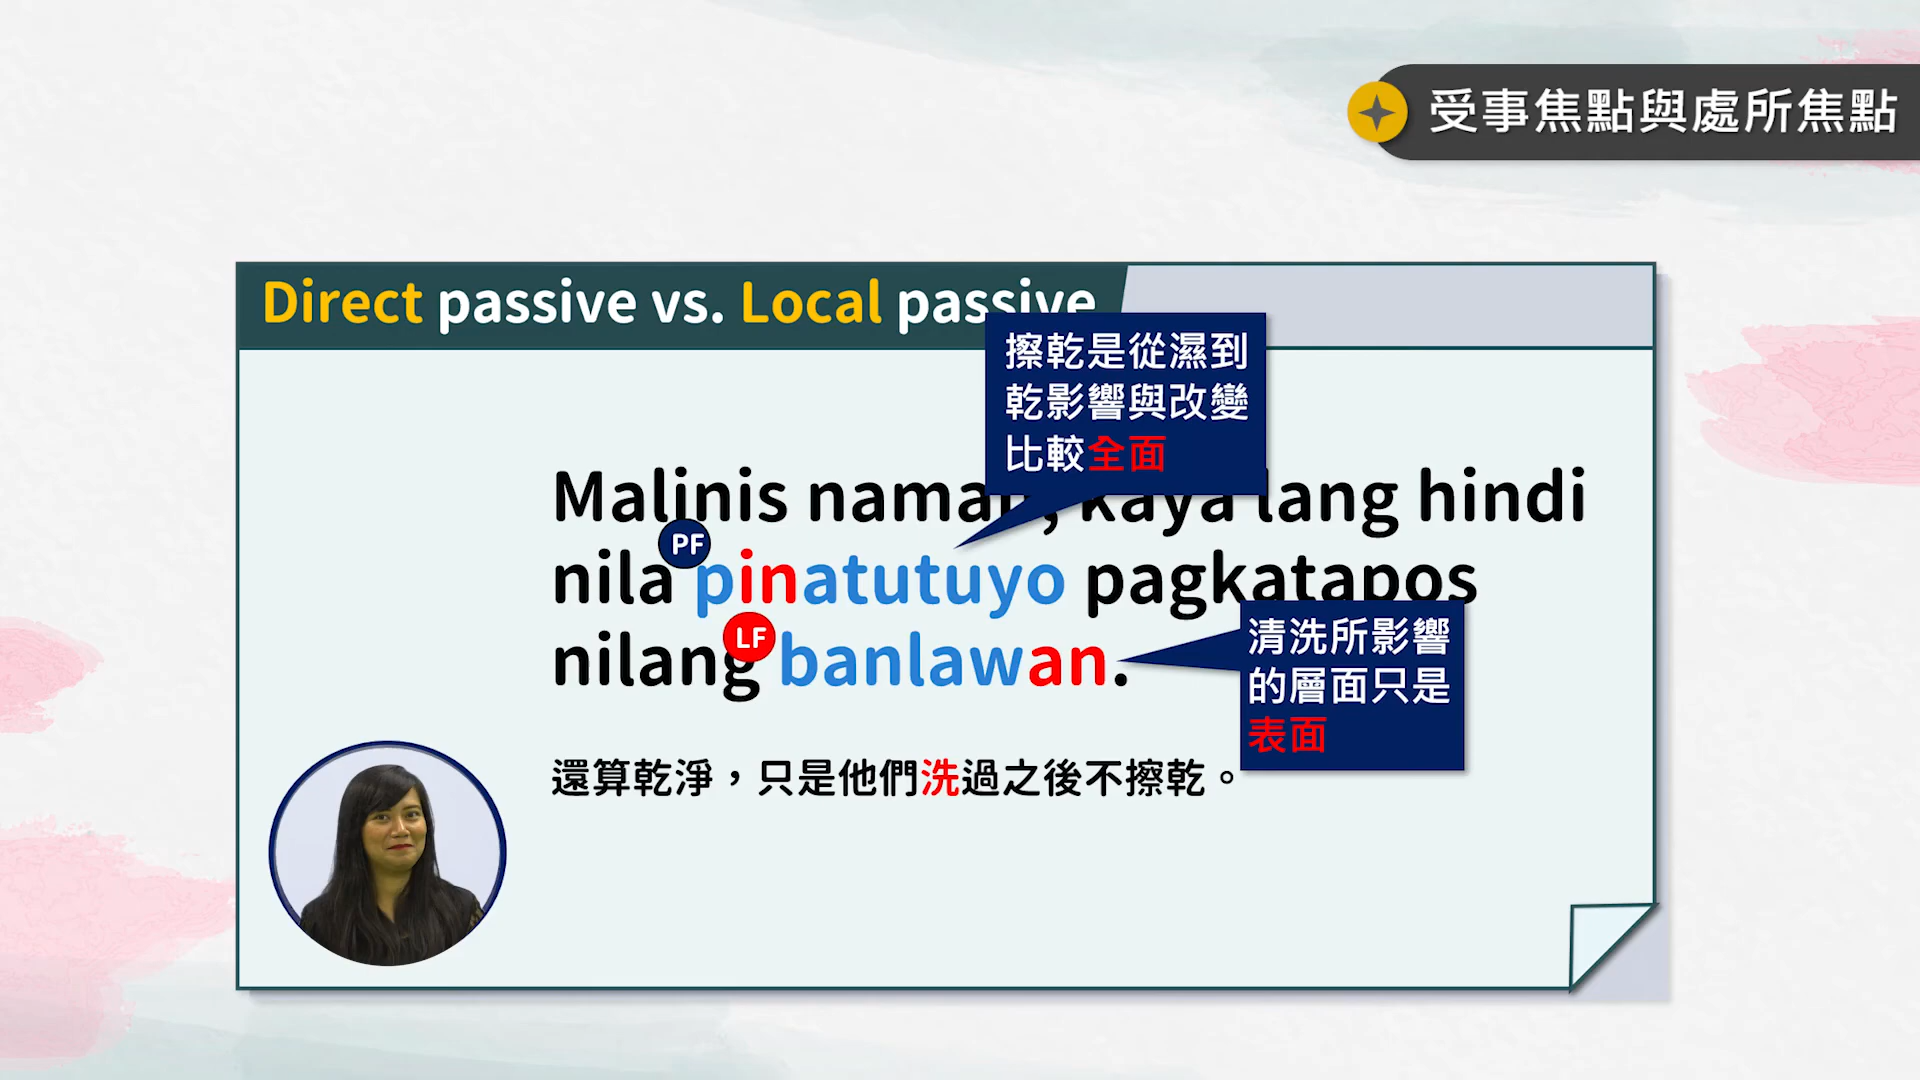 受事焦點與處所焦點
Direct passive vs. Local passive
擦乾是從濕到
乾影響與改變
比較全面
Malinis naman, kaya lang hindi
PF
nila pinatutuyo pagkatapos
LF
nilang banlawan.
清洗所影響
的層面只是
表面
還算乾淨，只是他們洗過之後不擦乾。